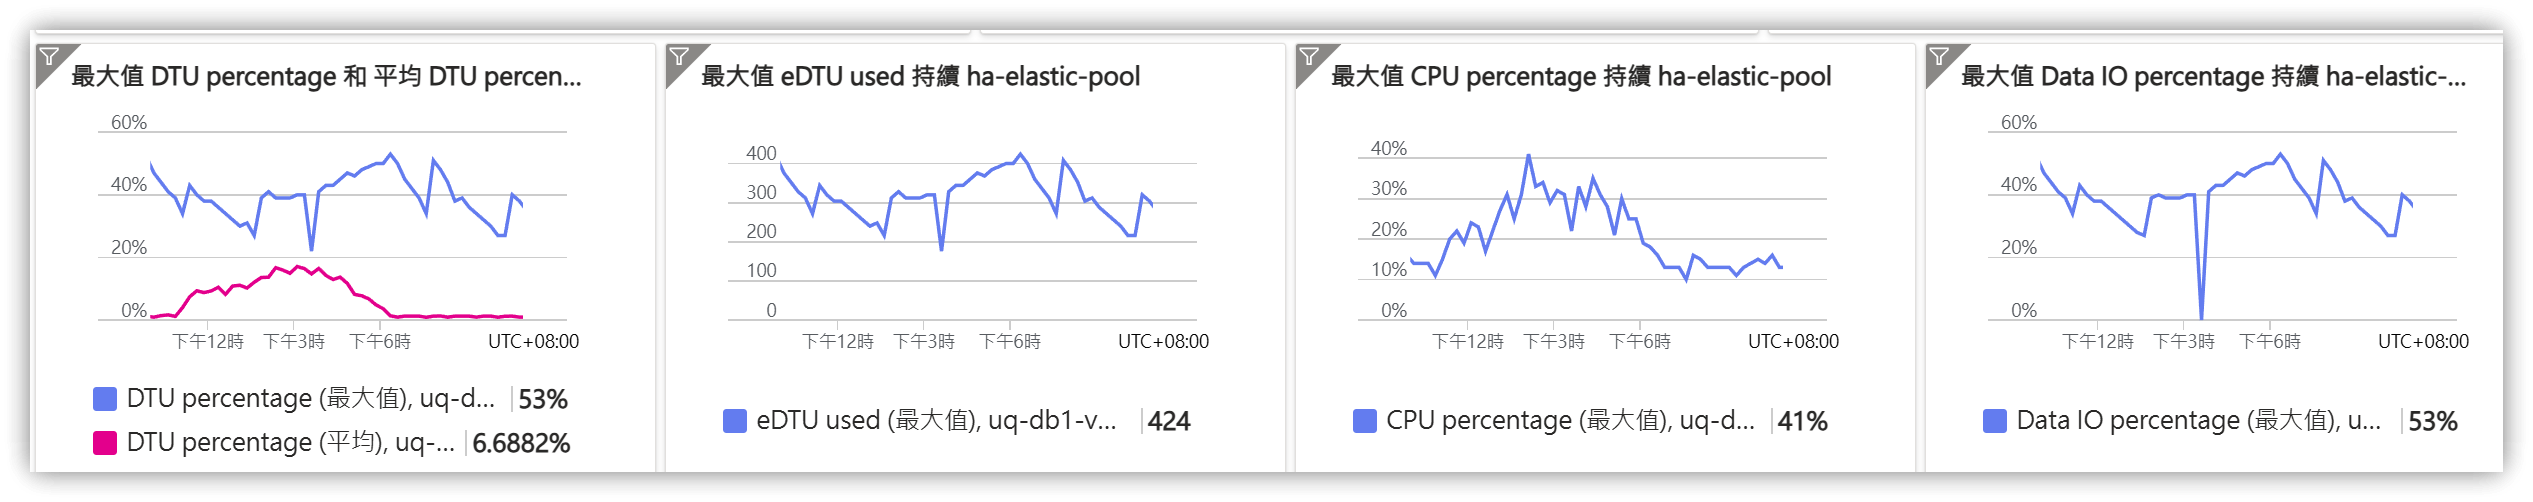 最大值 DTU percentage 和 平均 DTU percen...
60%
40%
20%
0%
下午12時
下午3時
下午6時
UTC+08:00
DTU percentage (最大值), uq-d...
53%
DTU percentage (平均), uq-...
6.6882%
最大值 eDTU used 持續 ha-elastic-pool
400
300
200
100
0
下午12時
下午3時
下午6時
UTC+08:00
eDTU used (最大值), uq-db1-v...
424
最大值 CPU percentage 持續 ha-elastic-pool
40%
30%
20%
10%
0%
下午12時
下午3時
下午6時
UTC+08:00
CPU percentage (最大值), uq-d...
41%
最大值 Data IO percentage 持續 ha-elastic-...
60%
40%
20%
0%
下午12時
下午3時
下午6時
UTC+08:00
Data IO percentage (最大值), u...
53%